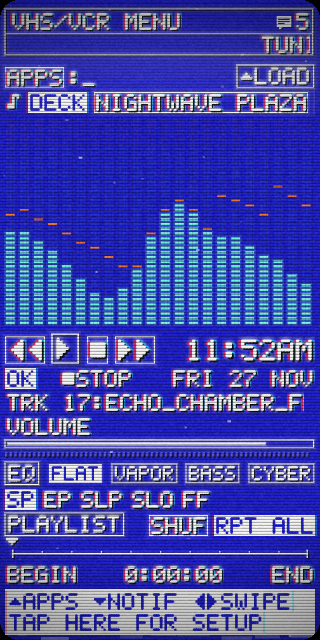 VHS/VCR MENU 5
TUN
APPS:_ LOAD
DECK NIGHTWAVE PLAZA
11:52AM
OK STOP FRI 27 NOV
TRK 17:ECHO_CHAMBER_F
VOLUME
EQ FLAT VAPOR BASS CYBER
SP EP SLP SLO FF
PLAYLIST SHUF RPT ALL
BEGIN 0:00:00 END
▲APPS ▼NOTIF ◀▶SWIPE
TAP HERE FOR SETUP